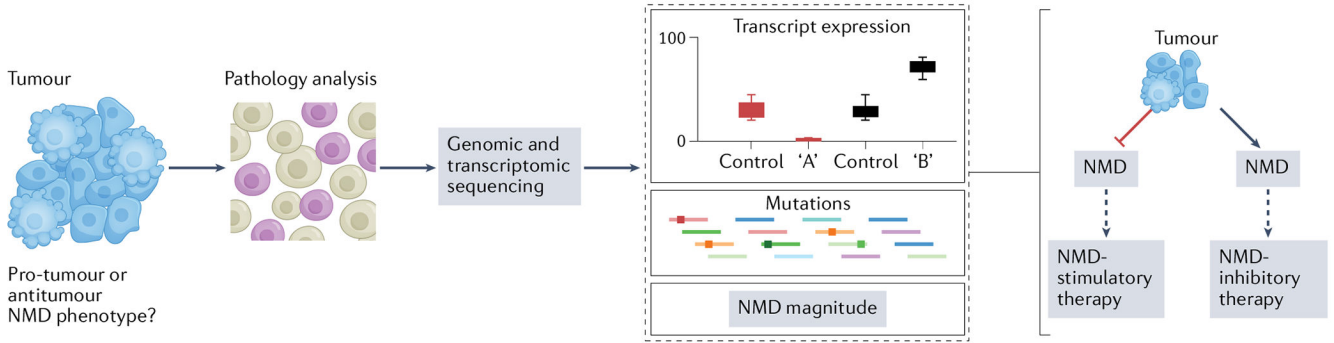 Tumour
Pro-tumour or
antitumour
NMD phenotype?
Pathology analysis
Genomic and
transcriptomic
sequencing
Transcript expression
100
0
Control
‘A’
Control
‘B’
Mutations
NMD magnitude
Tumour
NMD
NMD
NMD-
stimulatory
therapy
NMD-
inhibitory
therapy